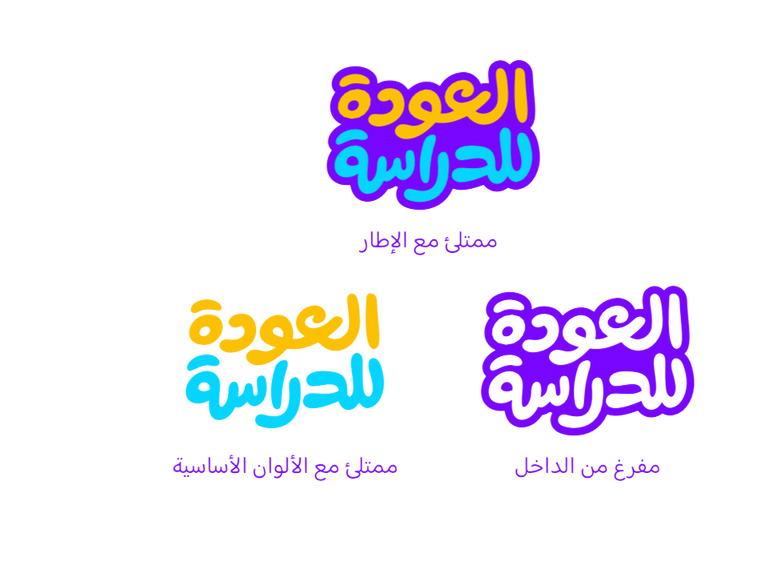 العودة
للدراسة
ممتلئ مع الإطار
العودة
للدراسة
مفرغ من الداخل
العودة
للدراسة
ممتلئ مع الألوان الأساسية